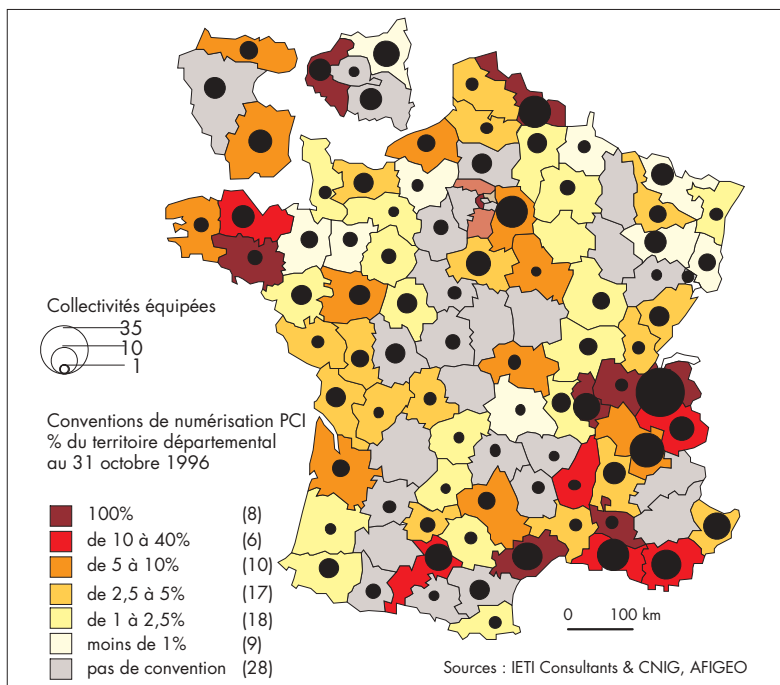 Collectivités équipées
35
10
1
Conventions de numérisation PCI
% du territoire départemental
au 31 octobre 1996
100% (8)
de 10 à 40% (6)
de 5 à 10% (10)
de 2,5 à 5% (17)
de 1 à 2,5% (18)
moins de 1% (9)
pas de convention (28)
0 100 km
Sources : IETI Consultants & CNIG, AFIGEO